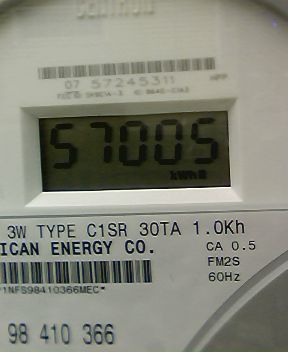 Centron
07 57245311
57005
kWh
3W TYPE C1SR 30TA 1.0Kh
ICAN ENERGY CO. CA 0.5
FM2S
60Hz
*1NFS98410366MEC*
98 410 366